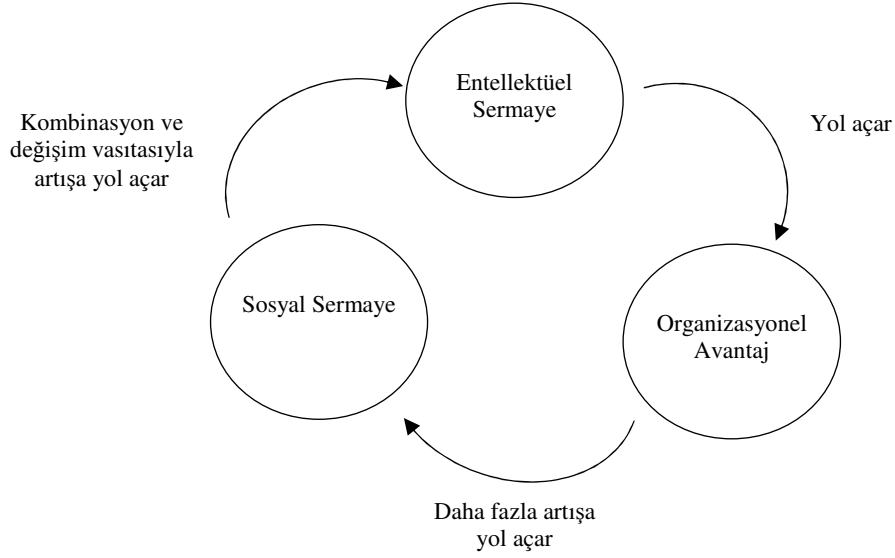 Entellektüel
Sermaye
Kombinasyon ve
değişim vasıtasıyla
artışa yol açar
Yol açar
Sosyal Sermaye
Organizasyonel
Avantaj
Daha fazla artışa
yol açar